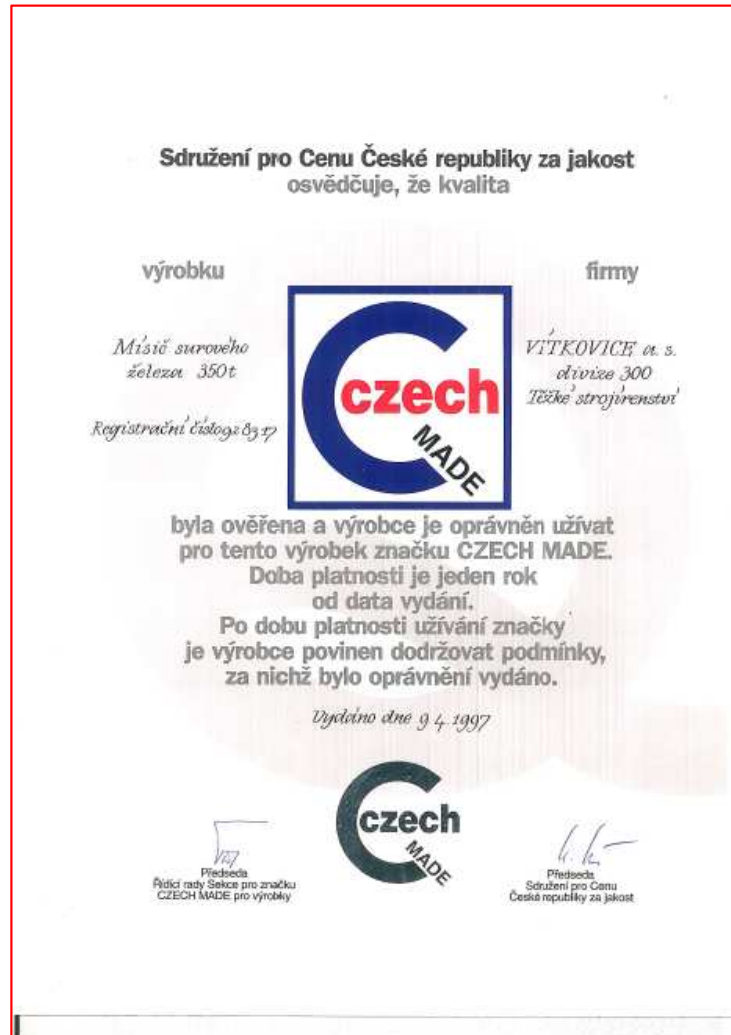 Sdružení pro Cenu České republiky za jakost
osvědčuje, že kvalita
výrobku
Mísič surového
železa 350t
Registrační číslo 92 83 17
firmy
VÍTKOVICE a. s.
divize 300
Těžké strojírenství
czech
MADE
byla ověřena a výrobce je oprávněn užívat
pro tento výrobek značku CZECH MADE.
Doba platnosti je jeden rok
od data vydání.
Po dobu platnosti užívání značky
je výrobce povinen dodržovat podmínky,
za nichž bylo oprávnění vydáno.
Vydáno dne 9 4 1997
czech
MADE
Předseda
Řídící rady Sekce pro značku
CZECH MADE pro výrobky
Předseda
Sdružení pro Cenu
České republiky za jakost